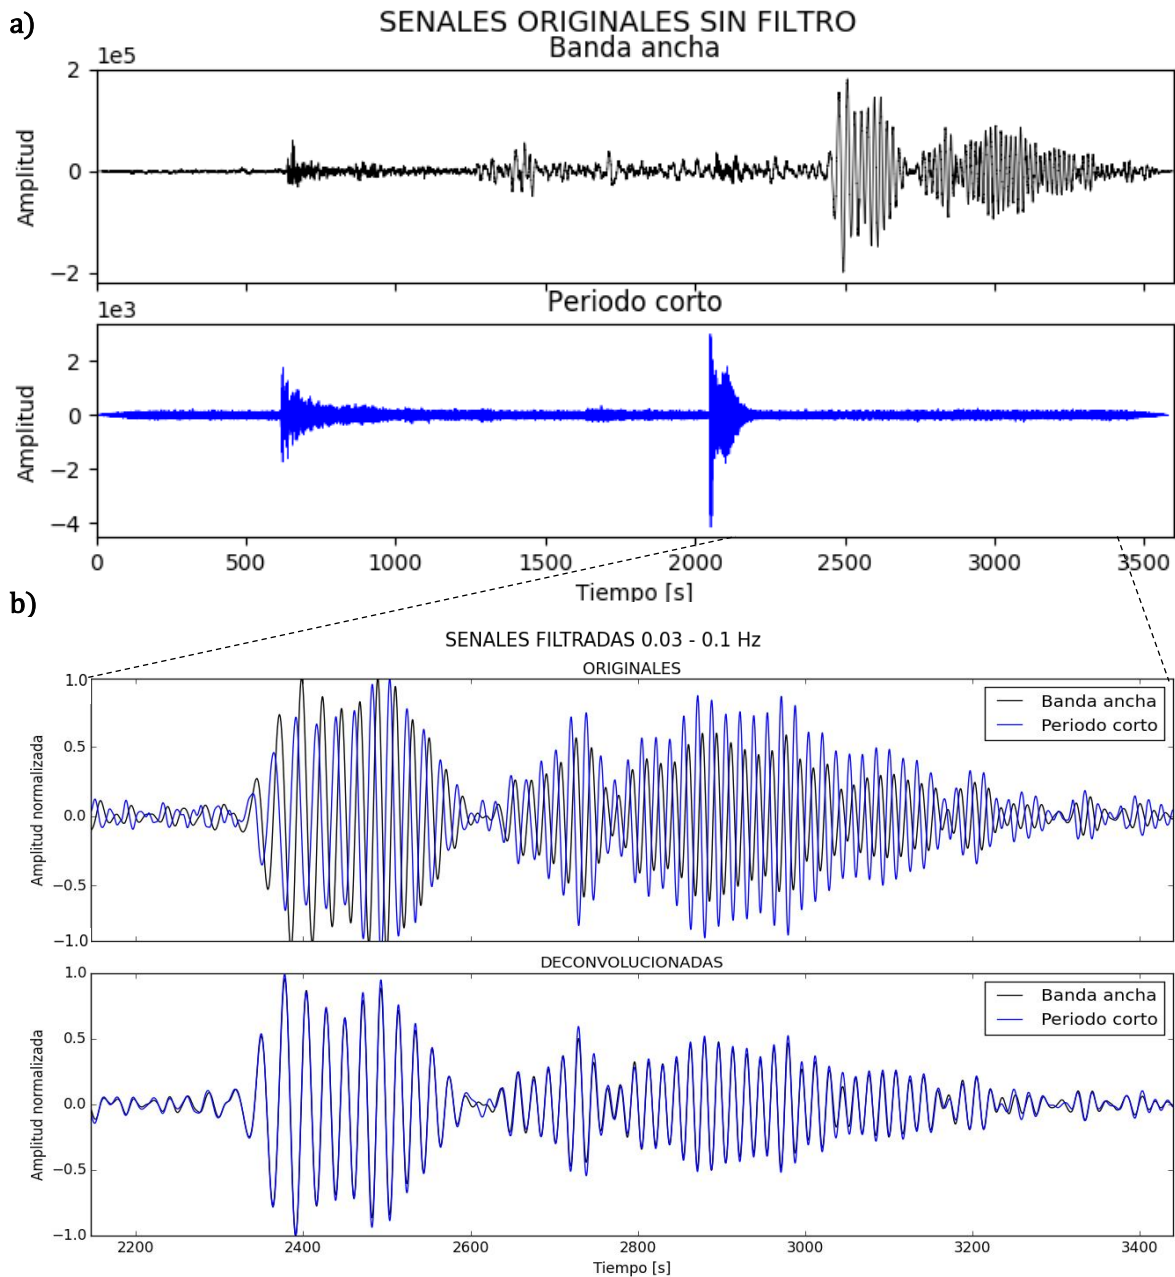 a)
SENALES ORIGINALES SIN FILTRO
Banda ancha
1e5
2
0
−2
Amplitud
Periodo corto
1e3
2
0
−2
−4
Amplitud
0 500 1000 1500 2000 2500 3000 3500
Tiempo [s]
b)
SENALES FILTRADAS 0.03 - 0.1 Hz
ORIGINALES
1.0
0.5
0.0
−0.5
−1.0
Amplitud normalizada
Banda ancha
Periodo corto
DECONVOLUCIONADAS
1.0
0.5
0.0
−0.5
−1.0
Amplitud normalizada
Banda ancha
Periodo corto
2200 2400 2600 2800 3000 3200 3400
Tiempo [s]